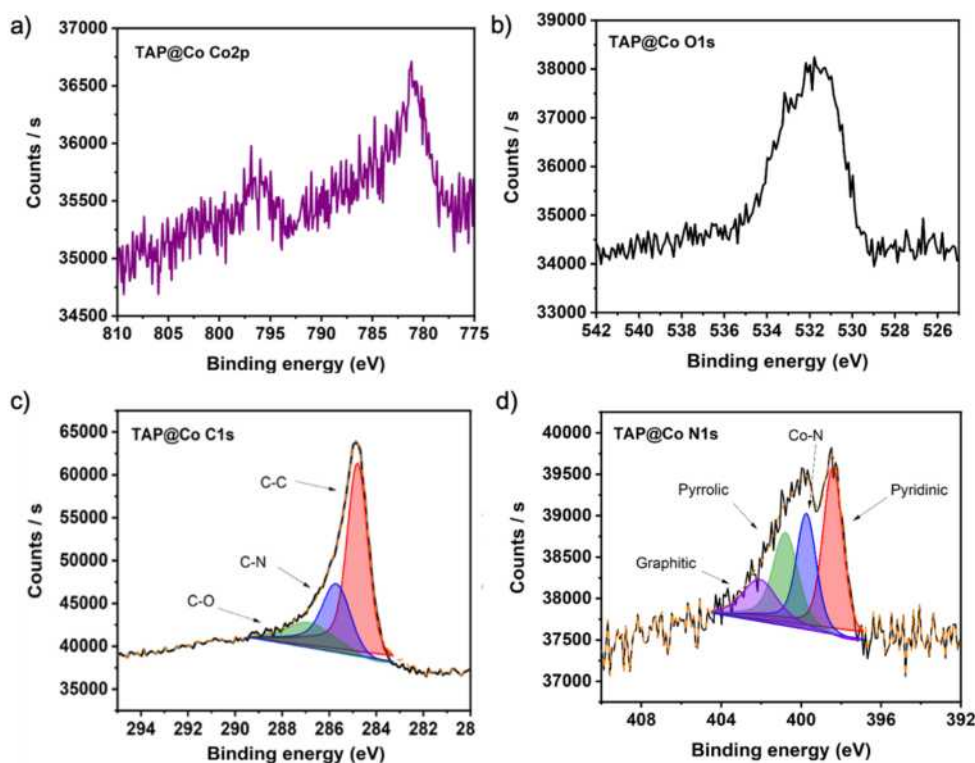 a)
TAP@Co Co2p
Counts / s
37000
36500
36000
35500
35000
34500
810 805 800 795 790 785 780 775
Binding energy (eV)
b)
TAP@Co O1s
Counts / s
39000
38000
37000
36000
35000
34000
33000
542 540 538 536 534 532 530 528 526
Binding energy (eV)
c)
TAP@Co C1s
Counts / s
65000
60000
55000
50000
45000
40000
35000
C-C
C-N
C-O
294 292 290 288 286 284 282 28
Binding energy (eV)
d)
TAP@Co N1s
Counts / s
40000
39500
39000
38500
38000
37500
37000
Co-N
Pyrrolic
Pyridinic
Graphitic
408 404 400 396 392
Binding energy (eV)